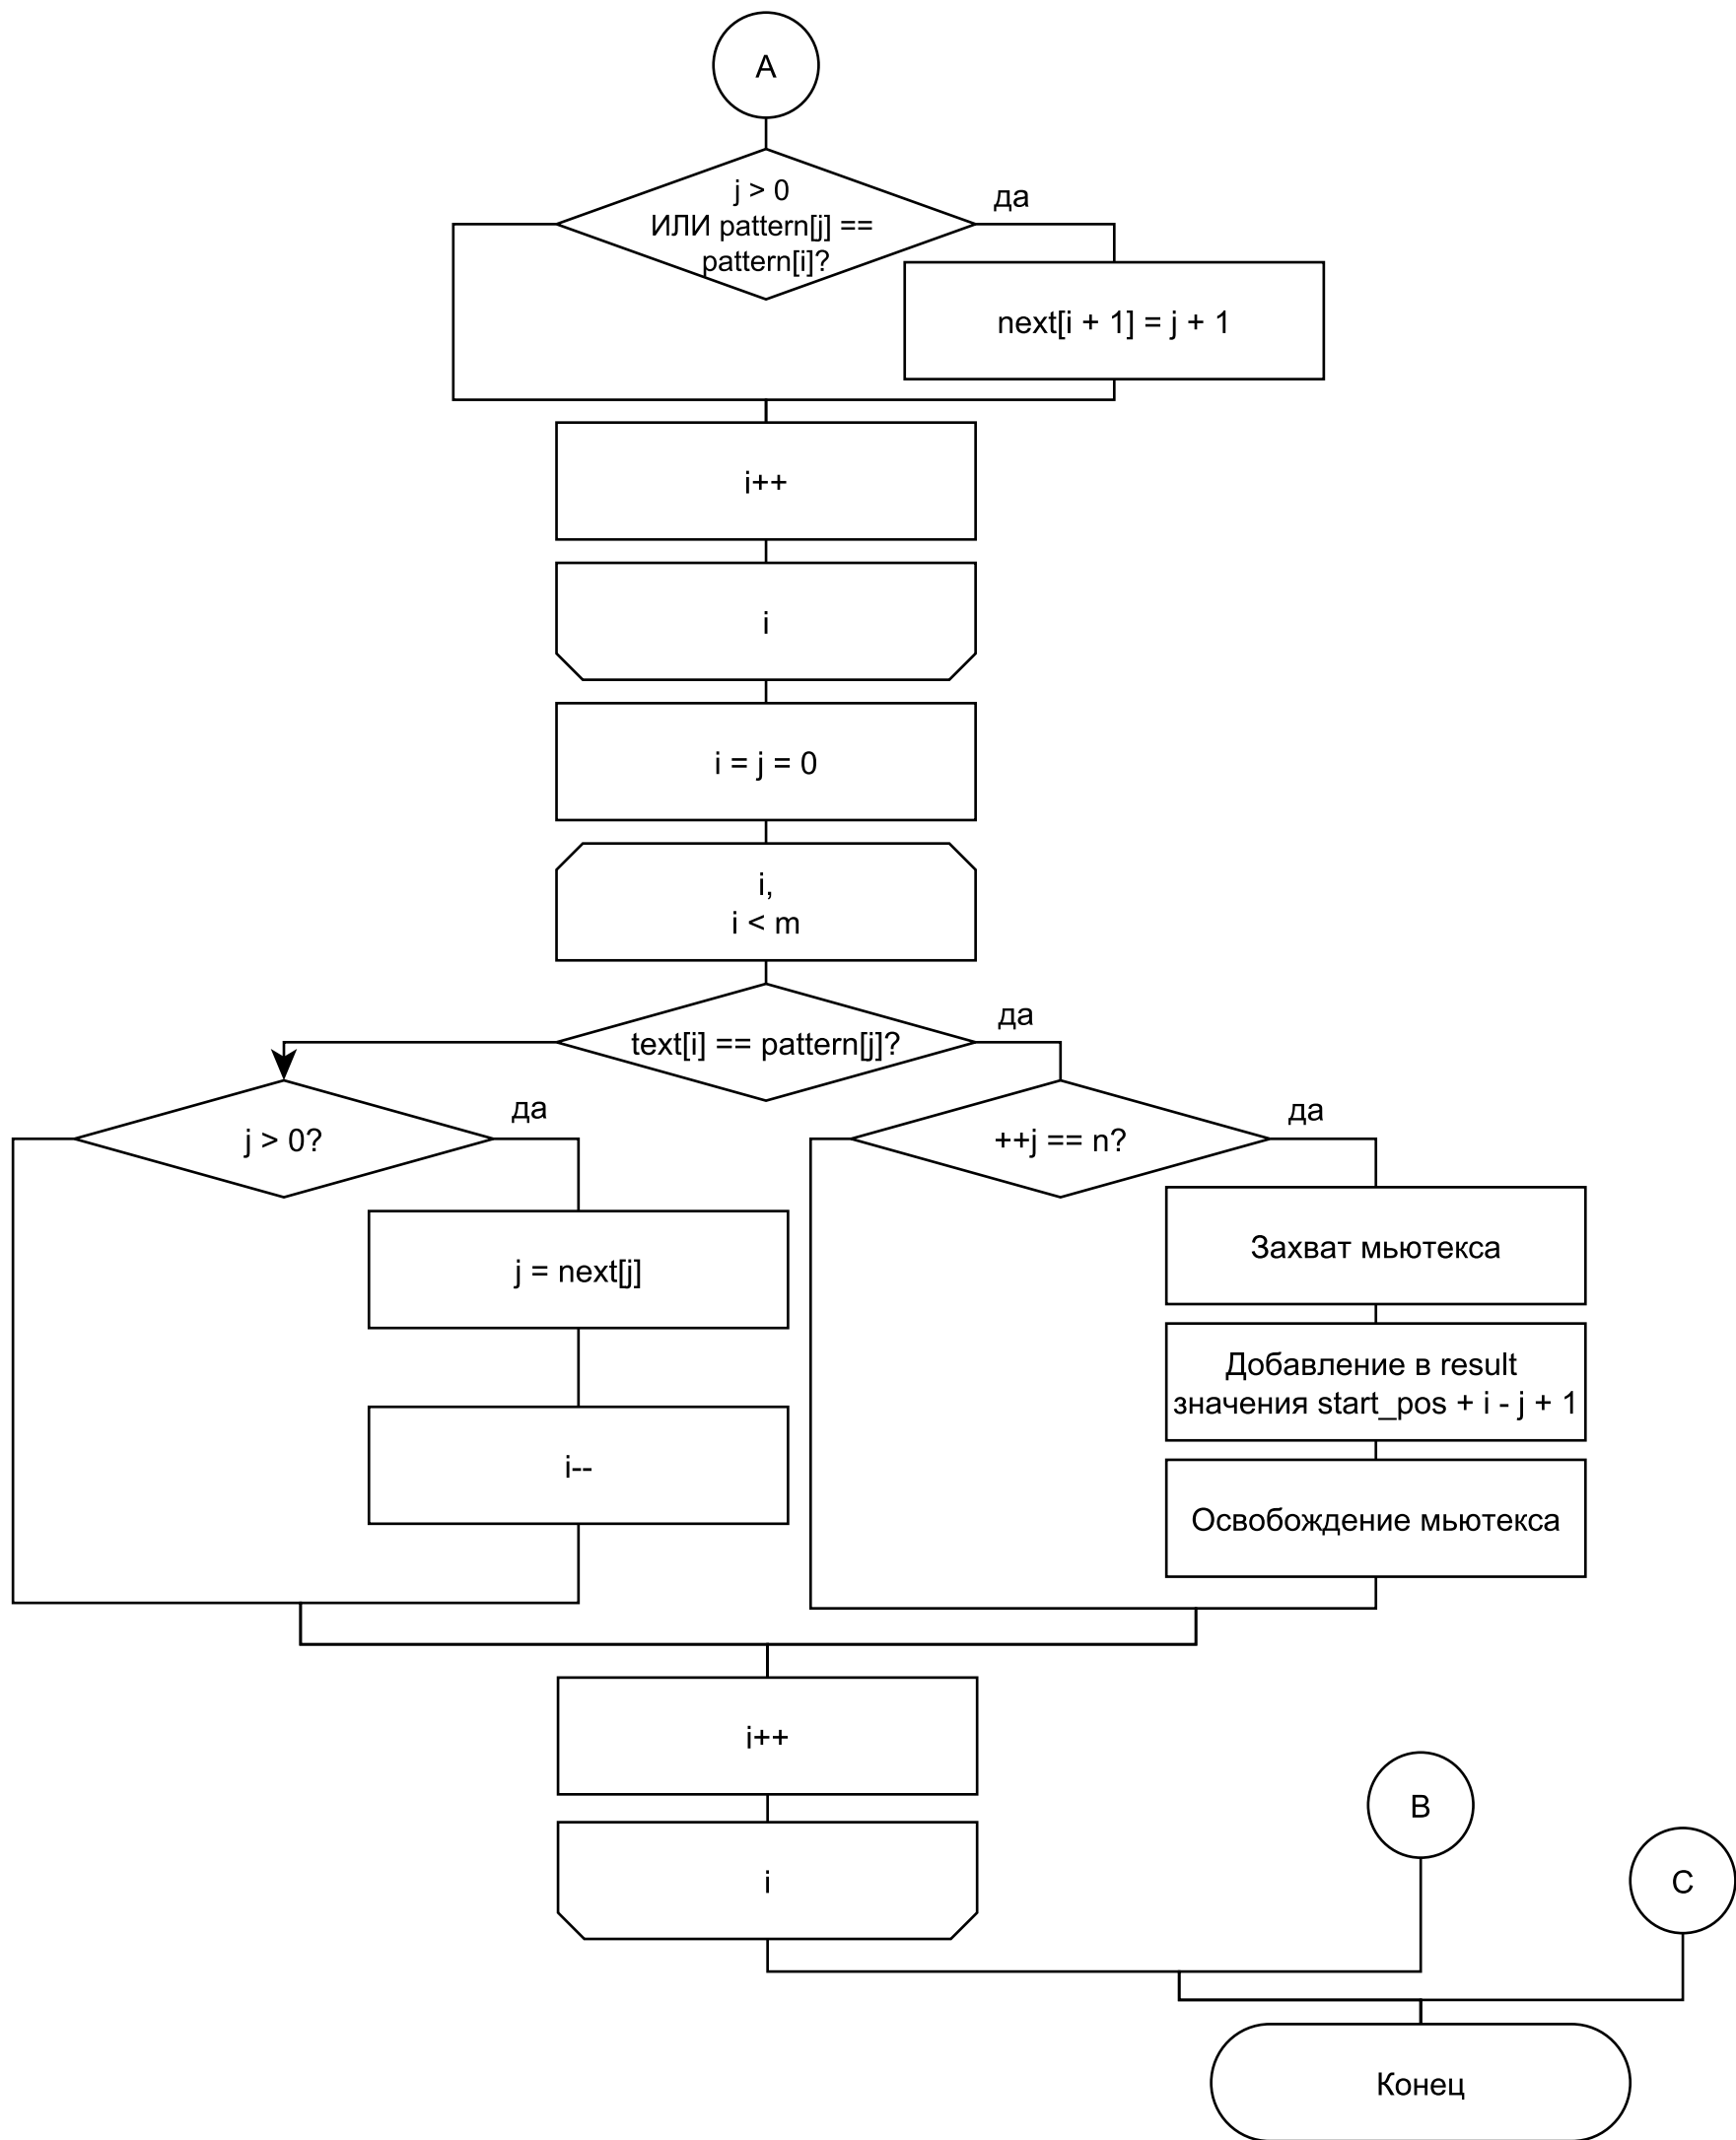 A
j > 0
ИЛИ pattern[j] ==
pattern[i]?
да
next[i + 1] = j + 1
i++
i
i = j = 0
i,
i < m
text[i] == pattern[j]?
да
j > 0?
да
++j == n?
да
j = next[j]
i--
Захват мьютекса
Добавление в result
значения start_pos + i - j + 1
Освобождение мьютекса
i++
i
B
C
Конец